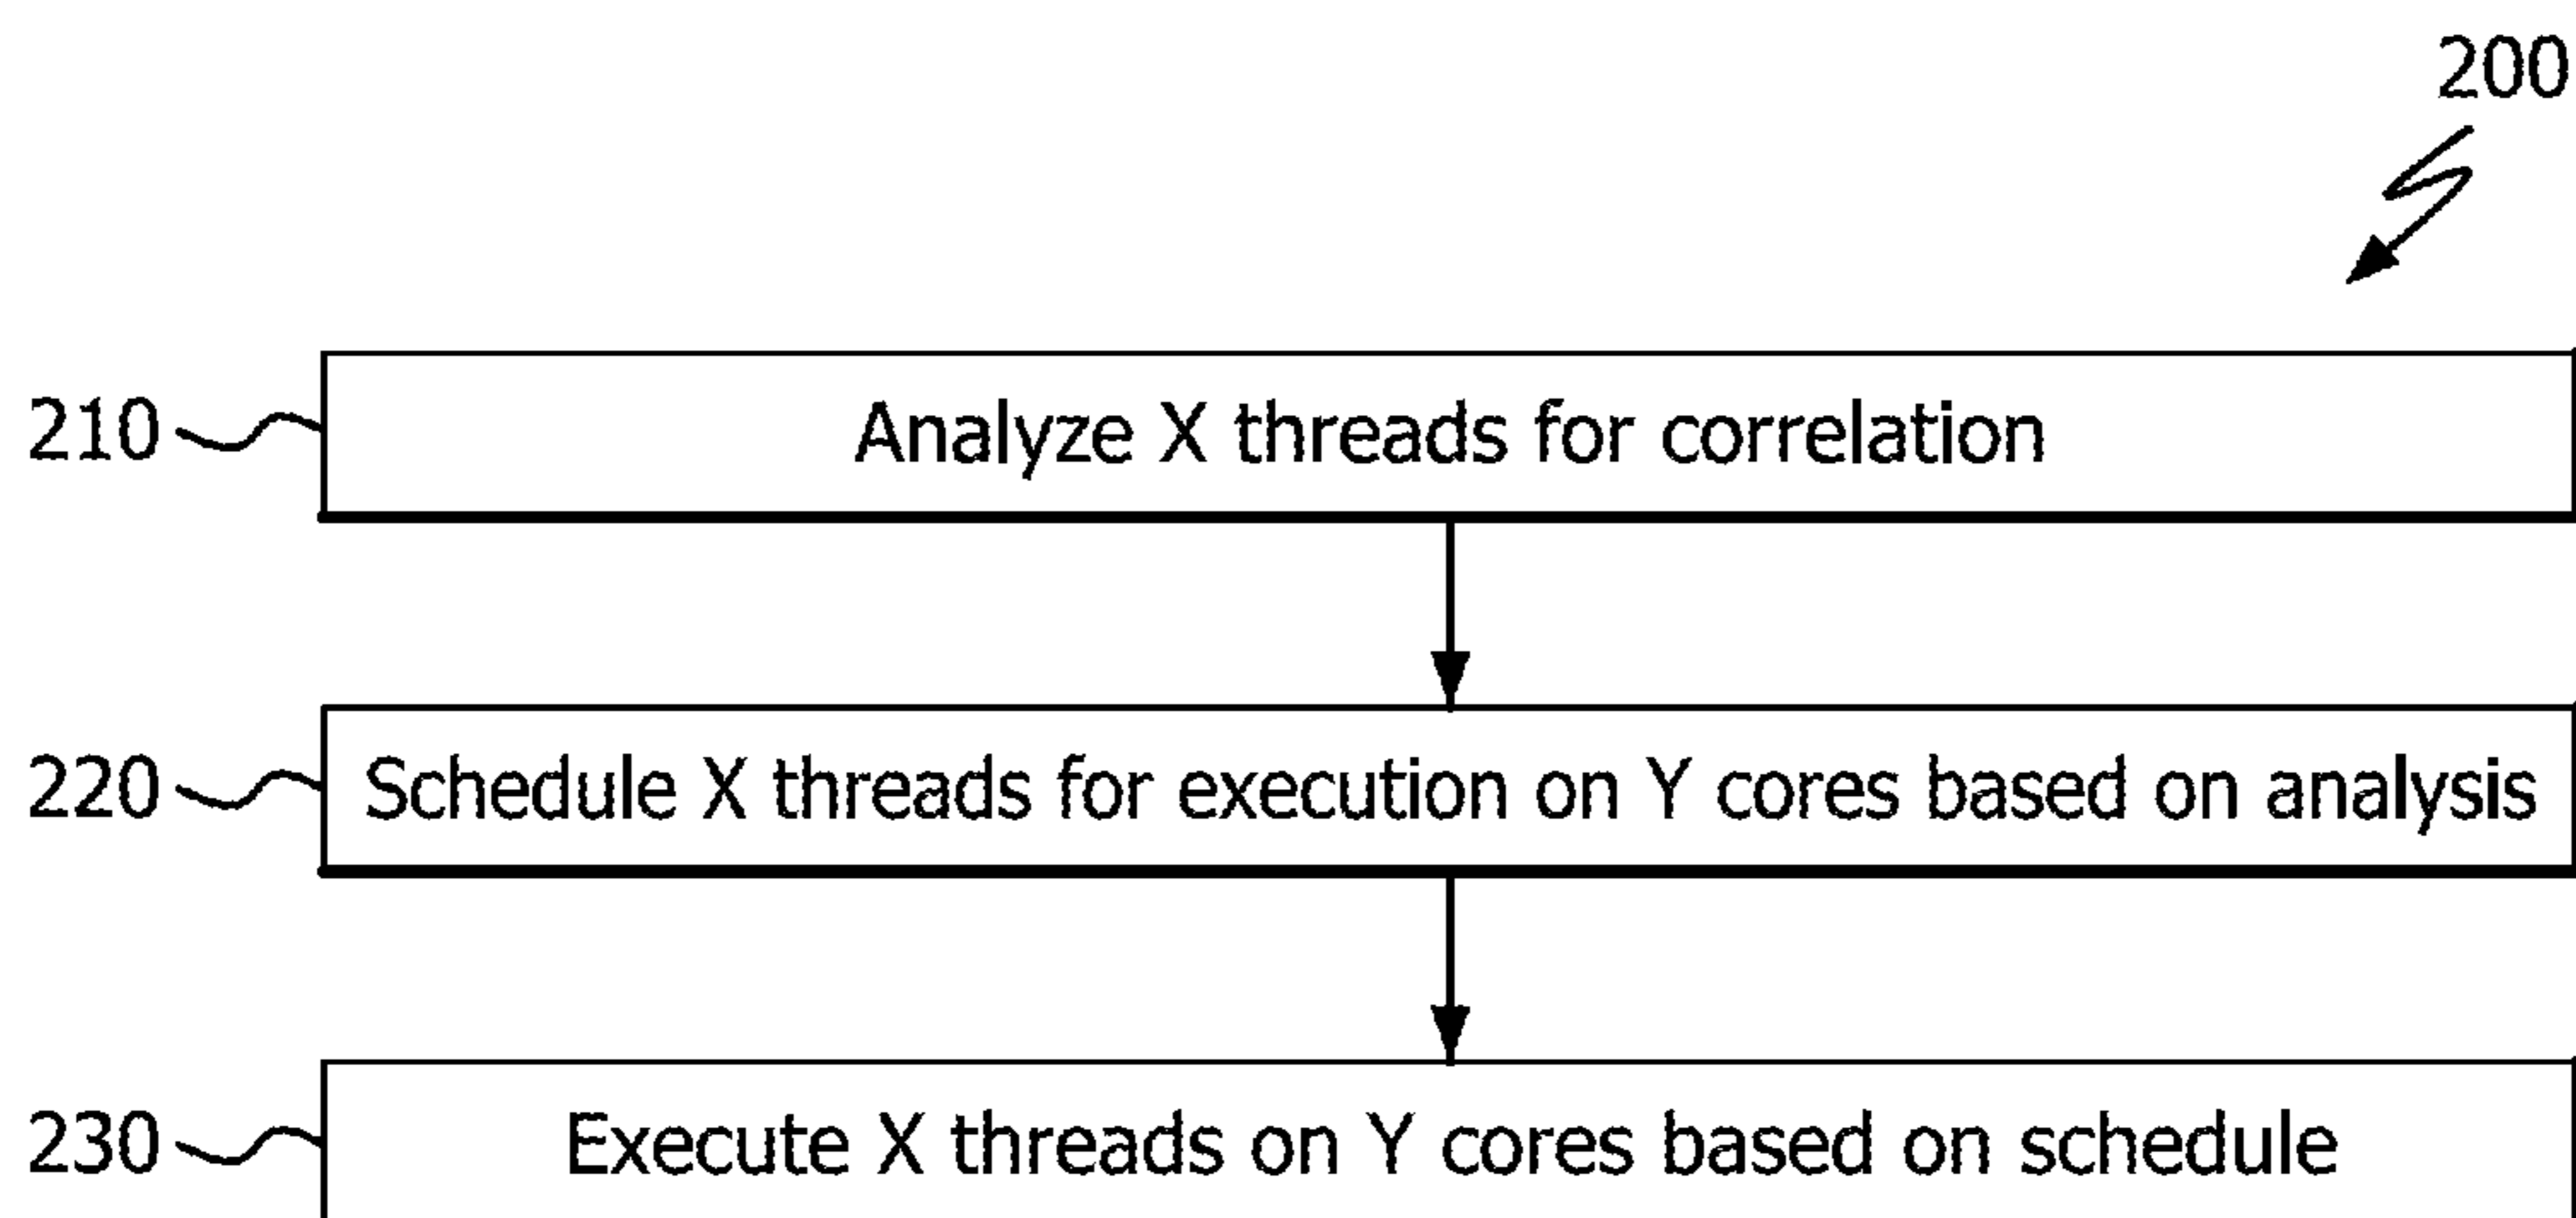 200
210 Analyze X threads for correlation
220 Schedule X threads for execution on Y cores based on analysis
230 Execute X threads on Y cores based on schedule